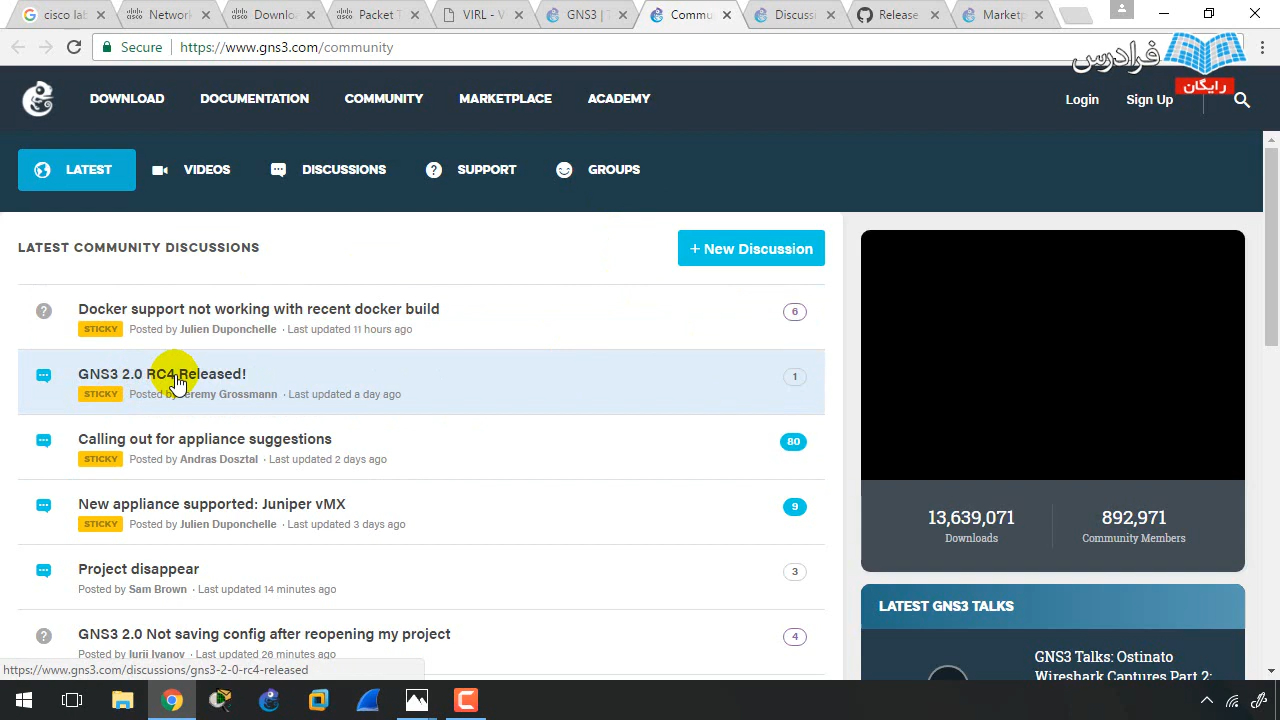 cisco lab
Network
Downlo
Packet T
VIRL - V
GNS3 | T
Commu
Discuss
Release
Marketp
Secure
https://www.gns3.com/community
فرادرس
رایگان
DOWNLOAD
DOCUMENTATION
COMMUNITY
MARKETPLACE
ACADEMY
Login
Sign Up
LATEST
VIDEOS
DISCUSSIONS
SUPPORT
GROUPS
LATEST COMMUNITY DISCUSSIONS
+ New Discussion
Docker support not working with recent docker build
6
STICKY Posted by Julien Duponchelle · Last updated 11 hours ago
GNS3 2.0 RC4 Released!
1
STICKY Posted by Jeremy Grossmann · Last updated a day ago
Calling out for appliance suggestions
80
STICKY Posted by Andras Dosztal · Last updated 2 days ago
New appliance supported: Juniper vMX
9
STICKY Posted by Julien Duponchelle · Last updated 3 days ago
Project disappear
3
Posted by Sam Brown · Last updated 14 minutes ago
GNS3 2.0 Not saving config after reopening my project
4
Posted by Iurii Ivanov · Last updated 26 minutes ago
13,639,071
Downloads
892,971
Community Members
LATEST GNS3 TALKS
GNS3 Talks: Ostinato
Wireshark Captures Part 2:
https://www.gns3.com/discussions/gns3-2-0-rc4-released